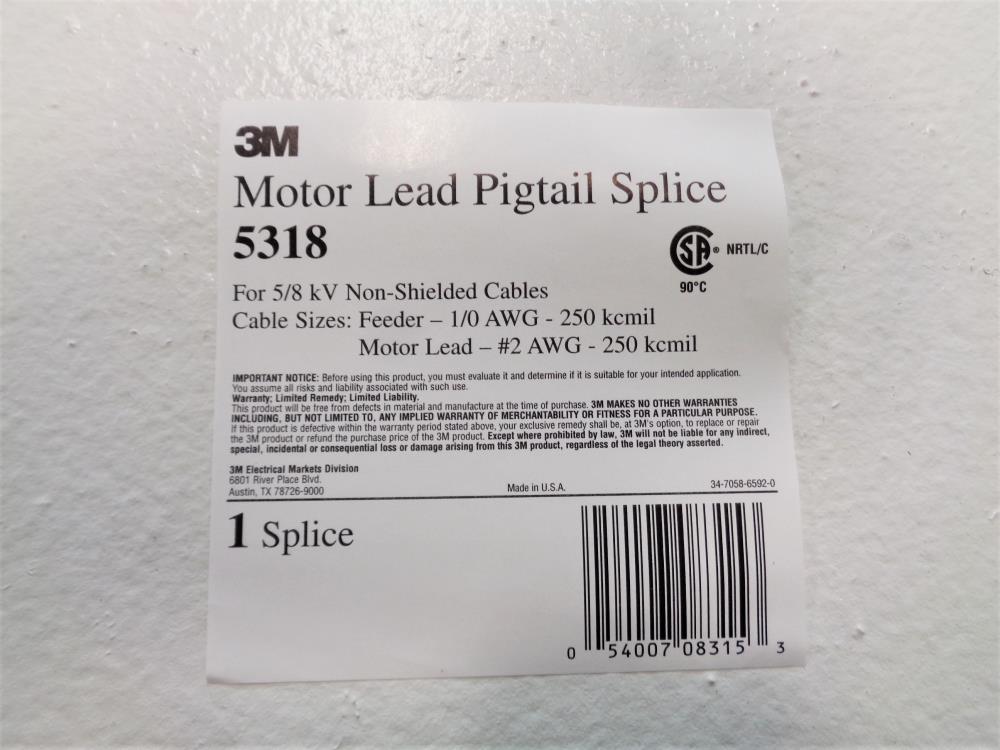 3M
Motor Lead Pigtail Splice
5318
SA® NRTL/C
90°C
For 5/8 kV Non-Shielded Cables
Cable Sizes: Feeder – 1/0 AWG - 250 kcmil
Motor Lead – #2 AWG - 250 kcmil
IMPORTANT NOTICE: Before using this product, you must evaluate it and determine if it is suitable for your intended application.
You assume all risks and liability associated with such use.
Warranty; Limited Remedy; Limited Liability.
This product will be free from defects in material and manufacture at the time of purchase. 3M MAKES NO OTHER WARRANTIES
INCLUDING, BUT NOT LIMITED TO, ANY IMPLIED WARRANTY OF MERCHANTABILITY OR FITNESS FOR A PARTICULAR PURPOSE.
If this product is defective within the warranty period stated above, your exclusive remedy shall be, at 3M's option, to replace or repair
the 3M product or refund the purchase price of the 3M product. Except where prohibited by law, 3M will not be liable for any indirect,
special, incidental or consequential loss or damage arising from this 3M product, regardless of the legal theory asserted.
3M Electrical Markets Division
6801 River Place Blvd.
Austin, TX 78726-9000
Made in U.S.A.
34-7058-6592-0
1 Splice
0 54007 08315 3